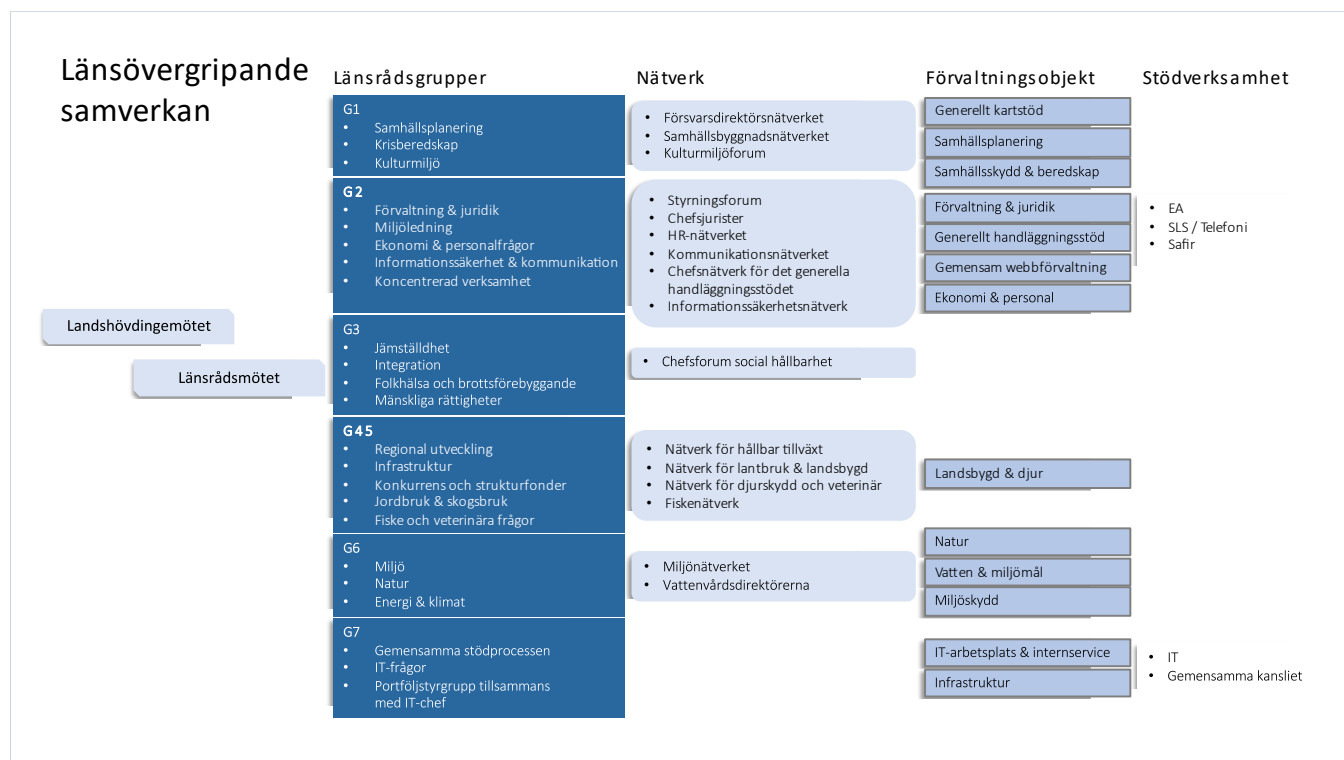 Länsövergripande
samverkan
Landshövdingemötet
Länsrådsmötet
Länsrådsgrupper
G1
• Samhällsplanering
• Krisberedskap
• Kulturmiljö
G2
• Förvaltning & juridik
• Miljöledning
• Ekonomi & personalfrågor
• Informationssäkerhet & kommunikation
• Koncentrerad verksamhet
G3
• Jämställdhet
• Integration
• Folkhälsa och brottsförebyggande
• Mänskliga rättigheter
G45
• Regional utveckling
• Infrastruktur
• Konkurrens och strukturfonder
• Jordbruk & skogsbruk
• Fiske och veterinära frågor
G6
• Miljö
• Natur
• Energi & klimat
G7
• Gemensamma stödprocessen
• IT-frågor
• Portföljstyrgrupp tillsammans
med IT-chef
Nätverk
• Försvarsdirektörsnätverket
• Samhällsbyggnadsnätverket
• Kulturmiljöforum
• Styrningsforum
• Chefsjurister
• HR-nätverket
• Kommunikationsnätverket
• Chefsnätverk för det generella
handläggningsstödet
• Informationssäkerhetsnätverk
• Chefsforum social hållbarhet
• Nätverk för hållbar tillväxt
• Nätverk för lantbruk & landsbygd
• Nätverk för djurskydd och veterinär
• Fiskenätverk
• Miljönätverket
• Vattenvårdsdirektörerna
Förvaltningsobjekt
Generellt kartstöd
Samhällsplanering
Samhällsskydd & beredskap
Förvaltning & juridik
Generellt handläggningsstöd
Gemensam webbförvaltning
Ekonomi & personal
Landsbygd & djur
Natur
Vatten & miljömål
Miljöskydd
IT-arbetsplats & internservice
Infrastruktur
Stödverksamhet
• EA
• SLS / Telefoni
• Safir
• IT
• Gemensamma kansliet